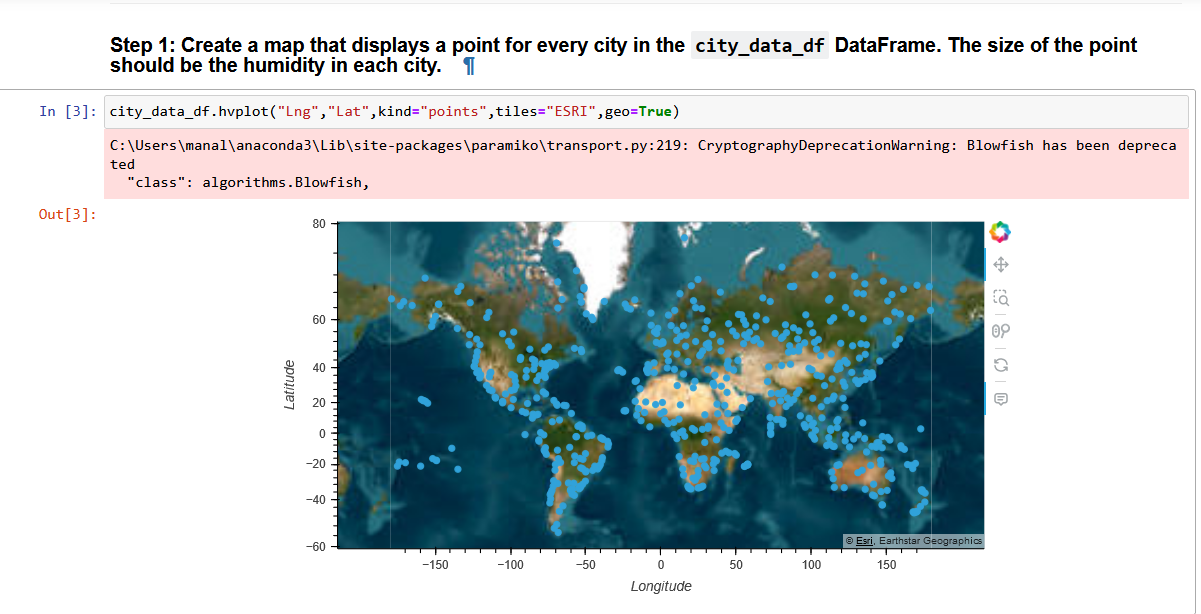 Step 1: Create a map that displays a point for every city in the city_data_df DataFrame. The size of the point
should be the humidity in each city. ¶
In [3]: city_data_df.hvplot("Lng","Lat",kind="points",tiles="ESRI",geo=True)
C:\Users\manal\anaconda3\Lib\site-packages\paramiko\transport.py:219: CryptographyDeprecationWarning: Blowfish has been depreca
ted
"class": algorithms.Blowfish,
Out[3]:
80
60
40
20
0
−20
−40
−60
Latitude
© Esri, Earthstar Geographics
−150 −100 −50 0 50 100 150
Longitude